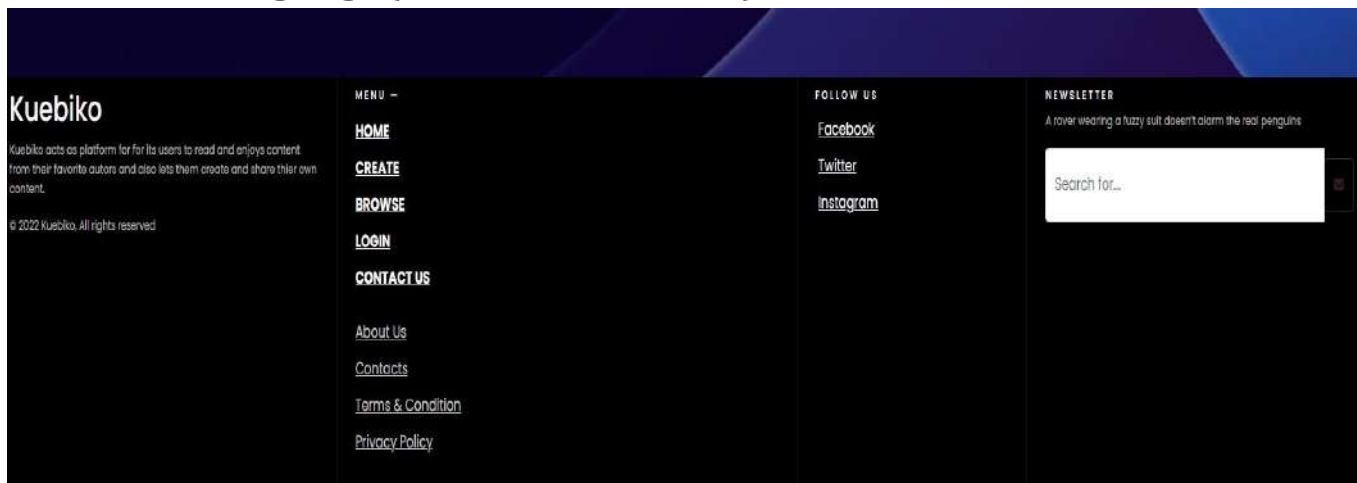 Kuebiko
Kuebiko acts as platform for for its users to read and enjoys content
from their favorite autors and also lets them create and share thier own
content.
© 2022 Kuebiko, All rights reserved
MENU –
HOME
CREATE
BROWSE
LOGIN
CONTACT US
About Us
Contacts
Terms & Condition
Privacy Policy
FOLLOW US
Facebook
Twitter
Instagram
NEWSLETTER
A rover wearing a fuzzy suit doesn't alarm the real penguins
Search for...